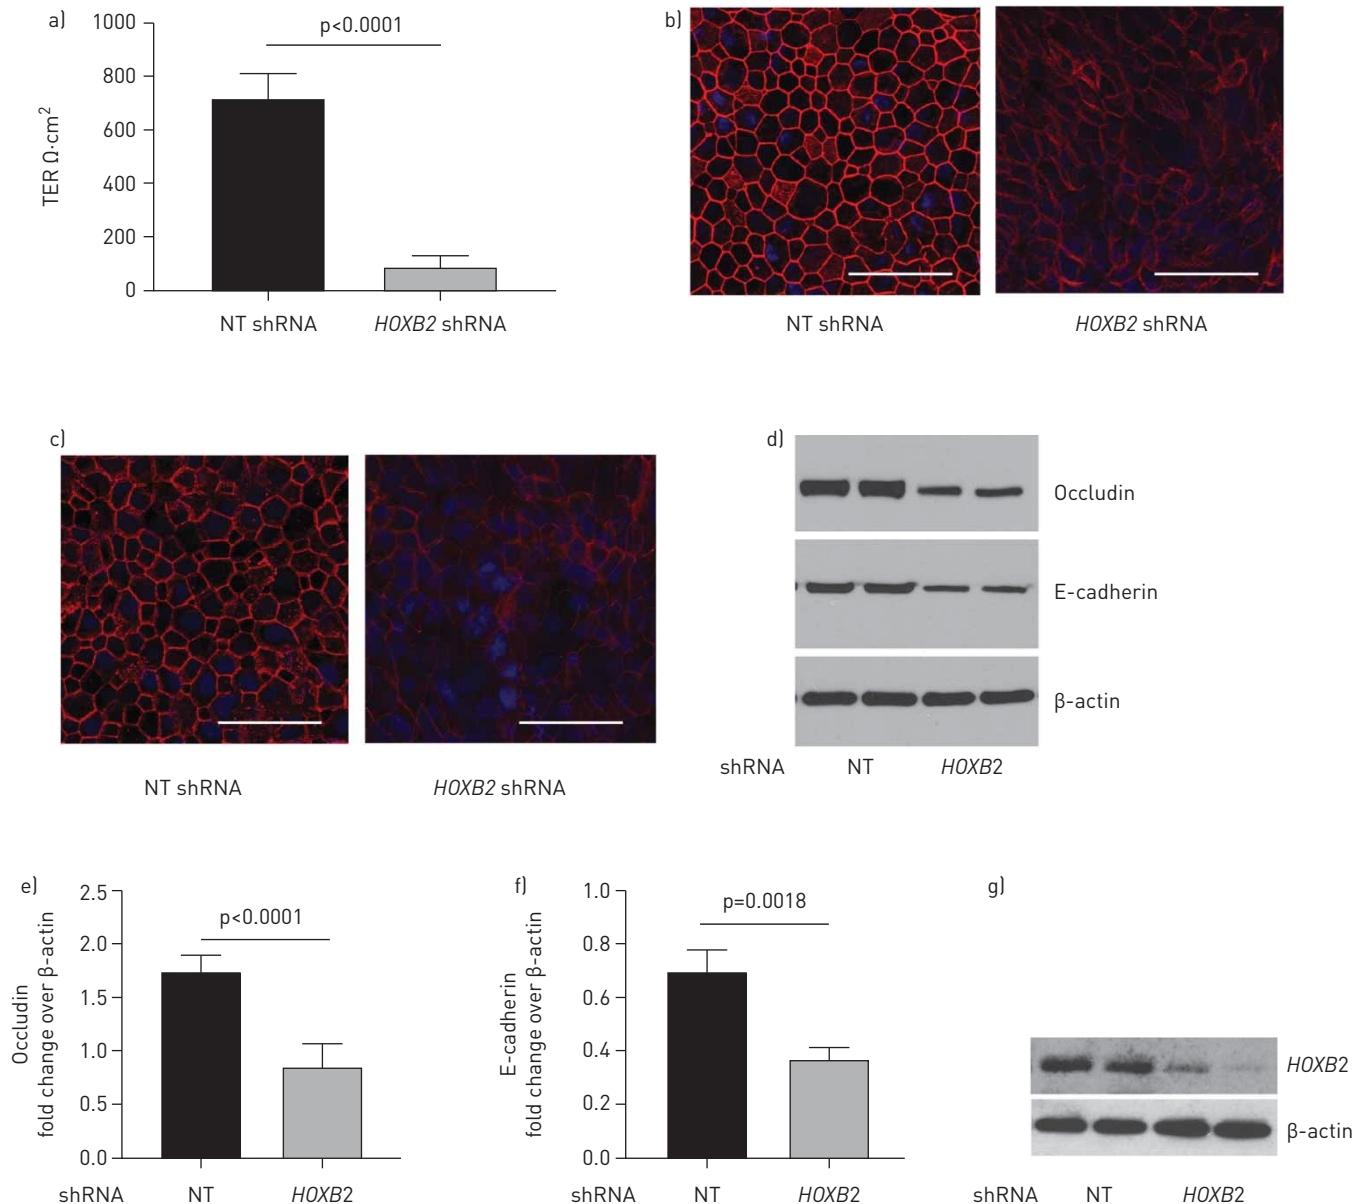 a)
1000
800
600
400
200
0
TER Ω·cm²
p<0.0001
NT shRNA
HOXB2 shRNA
b)
NT shRNA
HOXB2 shRNA
c)
NT shRNA
HOXB2 shRNA
d)
Occludin
E-cadherin
β-actin
shRNA NT HOXB2
e)
2.5
2.0
1.5
1.0
0.5
0.0
Occludin
fold change over β-actin
p<0.0001
shRNA NT HOXB2
f)
1.0
0.8
0.6
0.4
0.2
0.0
E-cadherin
fold change over β-actin
p=0.0018
shRNA NT HOXB2
g)
HOXB2
β-actin
shRNA NT HOXB2